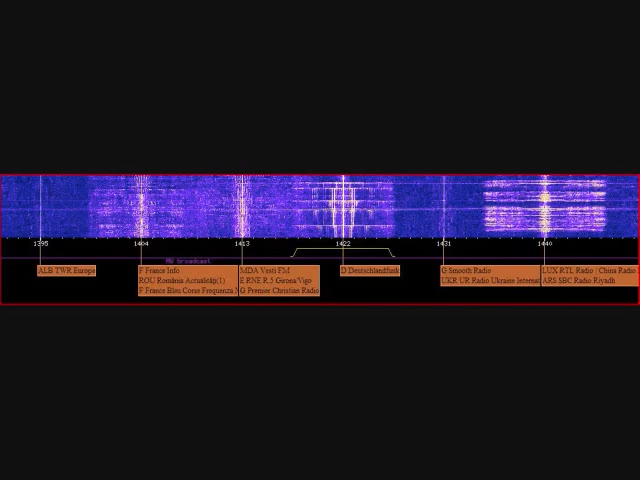 1395 1404 1413 1422 1431 1440
MW broadcast
ALB TWR Europe
F France Info
ROU România Actualităţi(1)
F France Bleu Corse Frequenza
MDA Vesti FM
E RNE R.5 Girona/Vigo
G Premier Christian Radio
D Deutschlandfunk
G Smooth Radio
UKR UR Radio Ukraine Internat
LUX RTL Radio / China Radio
ARS SBC Radio Riyadh